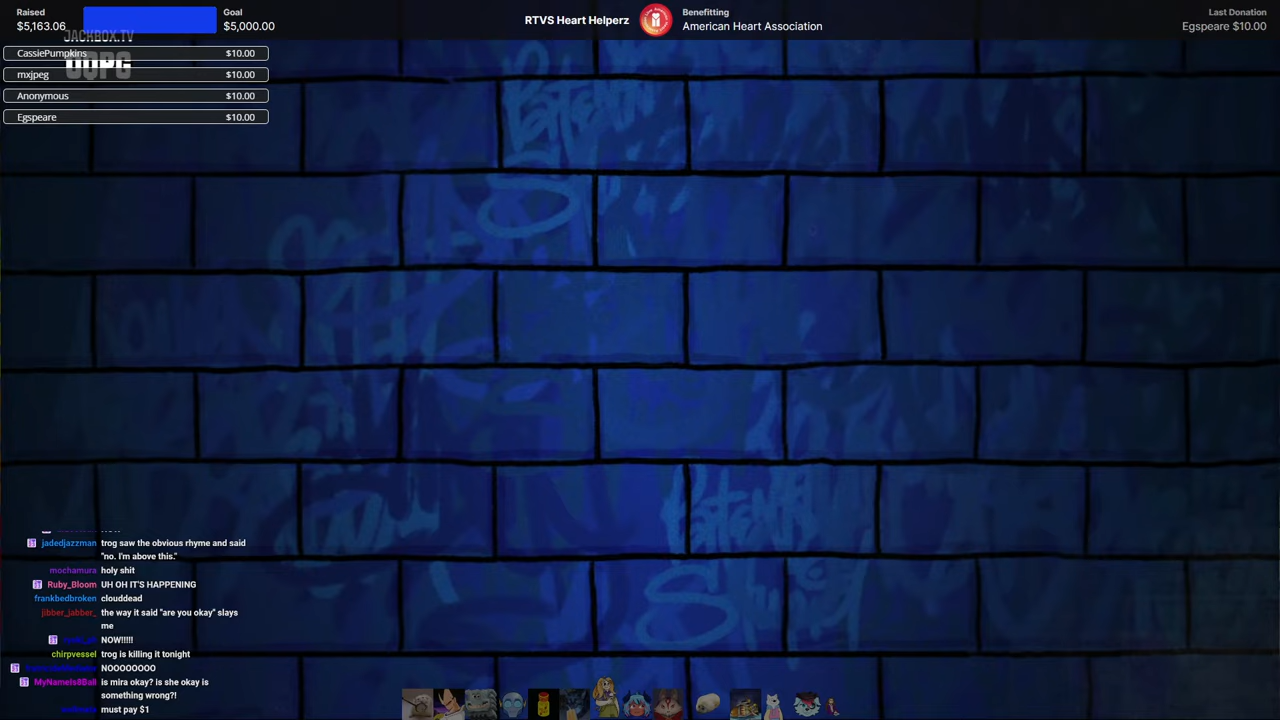 Raised
$5,163.06
Goal
$5,000.00
RTVS Heart Helperz
Benefitting
American Heart Association
Last Donation
Egspeare $10.00
JACKBOX.TV
CassiePumpkins $10.00
mxjpeg $10.00
Anonymous $10.00
Egspeare $10.00
jadedjazzman trog saw the obvious rhyme and said
"no. I'm above this."
mochamura holy shit
Ruby_Bloom UH OH IT'S HAPPENING
frankbedbroken clouddead
jibber_jabber_ the way it said "are you okay" slays
me
NOW!!!!!
chirpvessel trog is killing it tonight
NOOOOOOO
MyNameIs8Ball is mira okay? is she okay is
something wrong?!
must pay $1